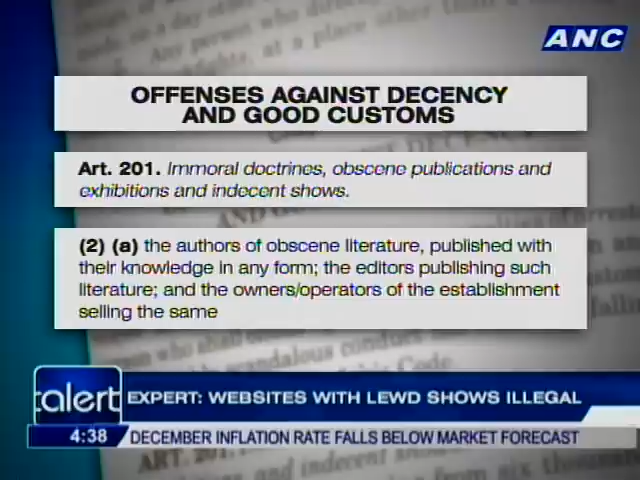 ANC
OFFENSES AGAINST DECENCY
AND GOOD CUSTOMS
Art. 201. Immoral doctrines, obscene publications and
exhibitions and indecent shows.
(2) (a) the authors of obscene literature, published with
their knowledge in any form; the editors publishing such
literature; and the owners/operators of the establishment
selling the same
alert
EXPERT: WEBSITES WITH LEWD SHOWS ILLEGAL
4:38
DECEMBER INFLATION RATE FALLS BELOW MARKET FORECAST